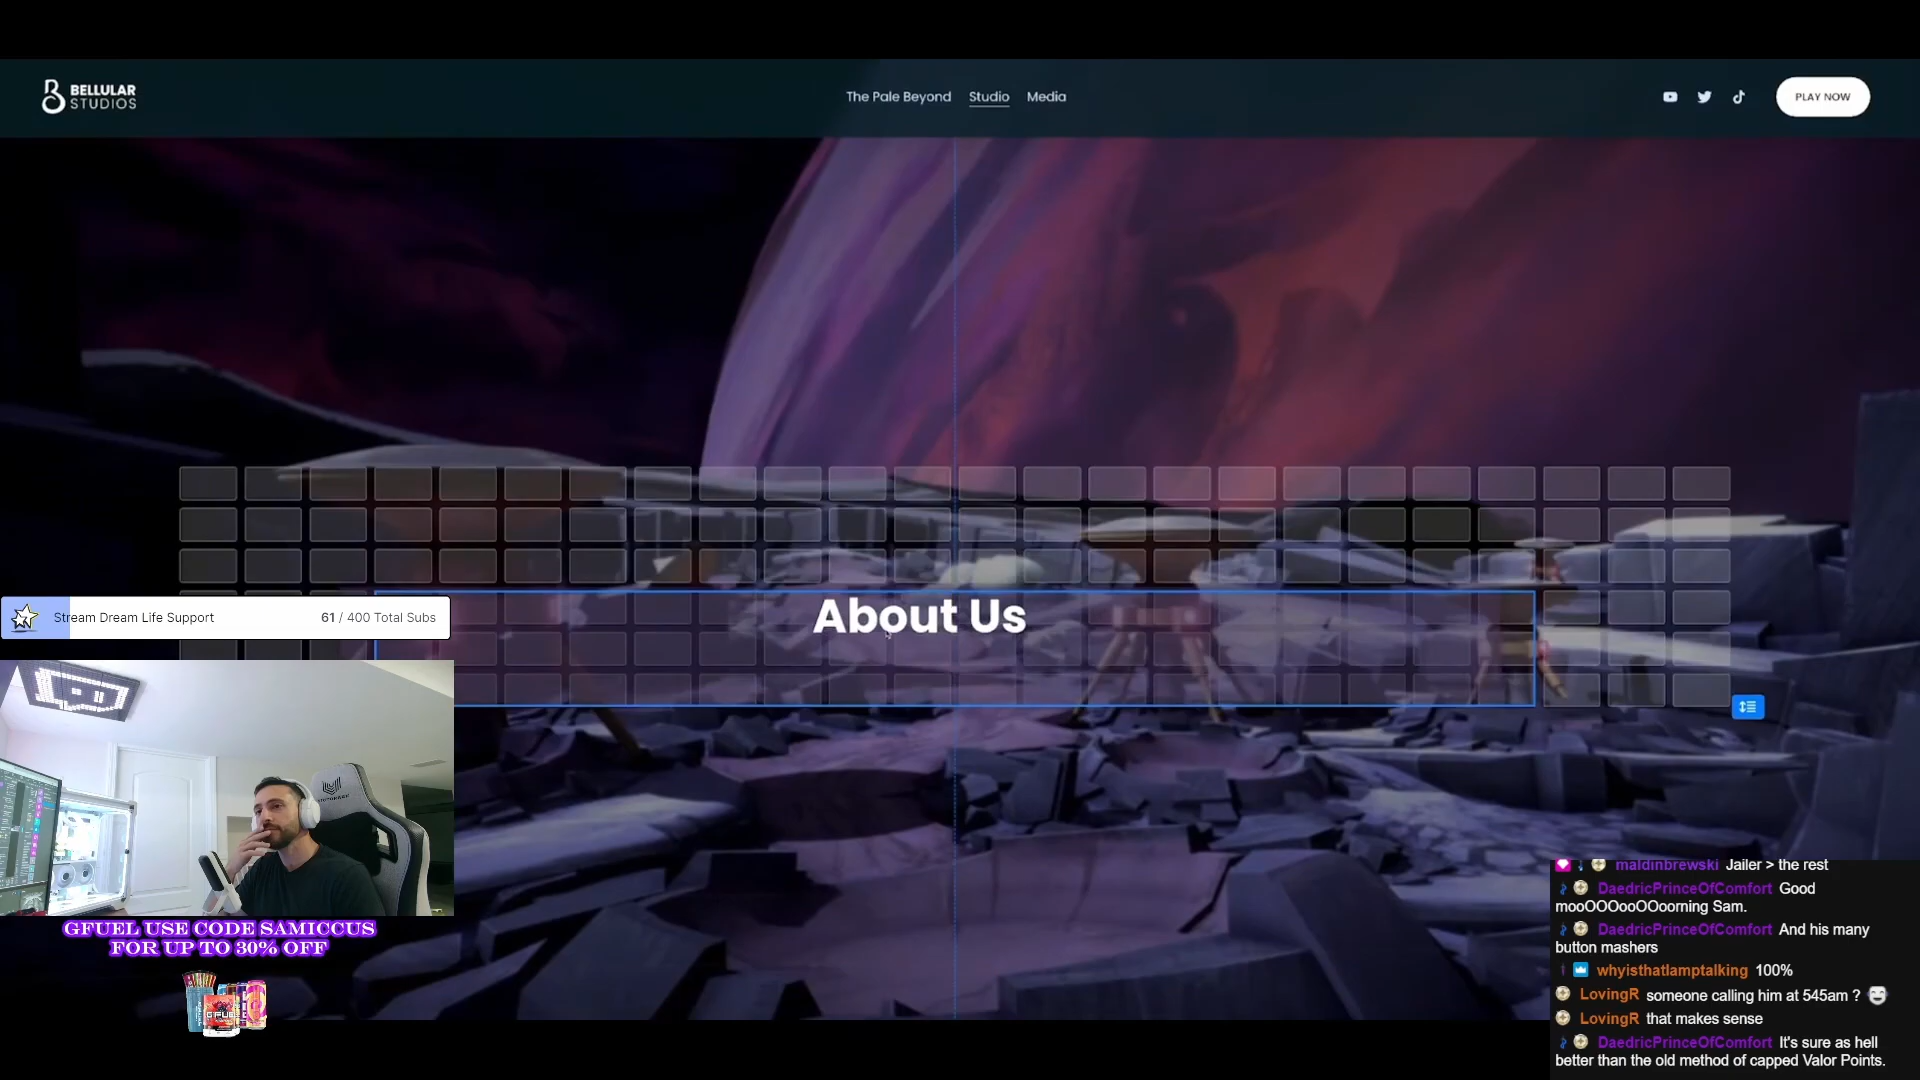 BELLULAR
STUDIOS
The Pale Beyond
Studio
Media
PLAY NOW
About Us
Stream Dream Life Support
61 / 400 Total Subs
GFUEL USE CODE SAMICCUS
FOR UP TO 30% OFF
G FUEL
maldinbrewski Jailer > the rest
DaedricPrinceOfComfort Good
mooOOOooOOoorning Sam.
DaedricPrinceOfComfort And his many
button mashers
whyisthatlamptalking 100%
LovingR someone calling him at 545am ?
LovingR that makes sense
DaedricPrinceOfComfort It's sure as hell
better than the old method of capped Valor Points.